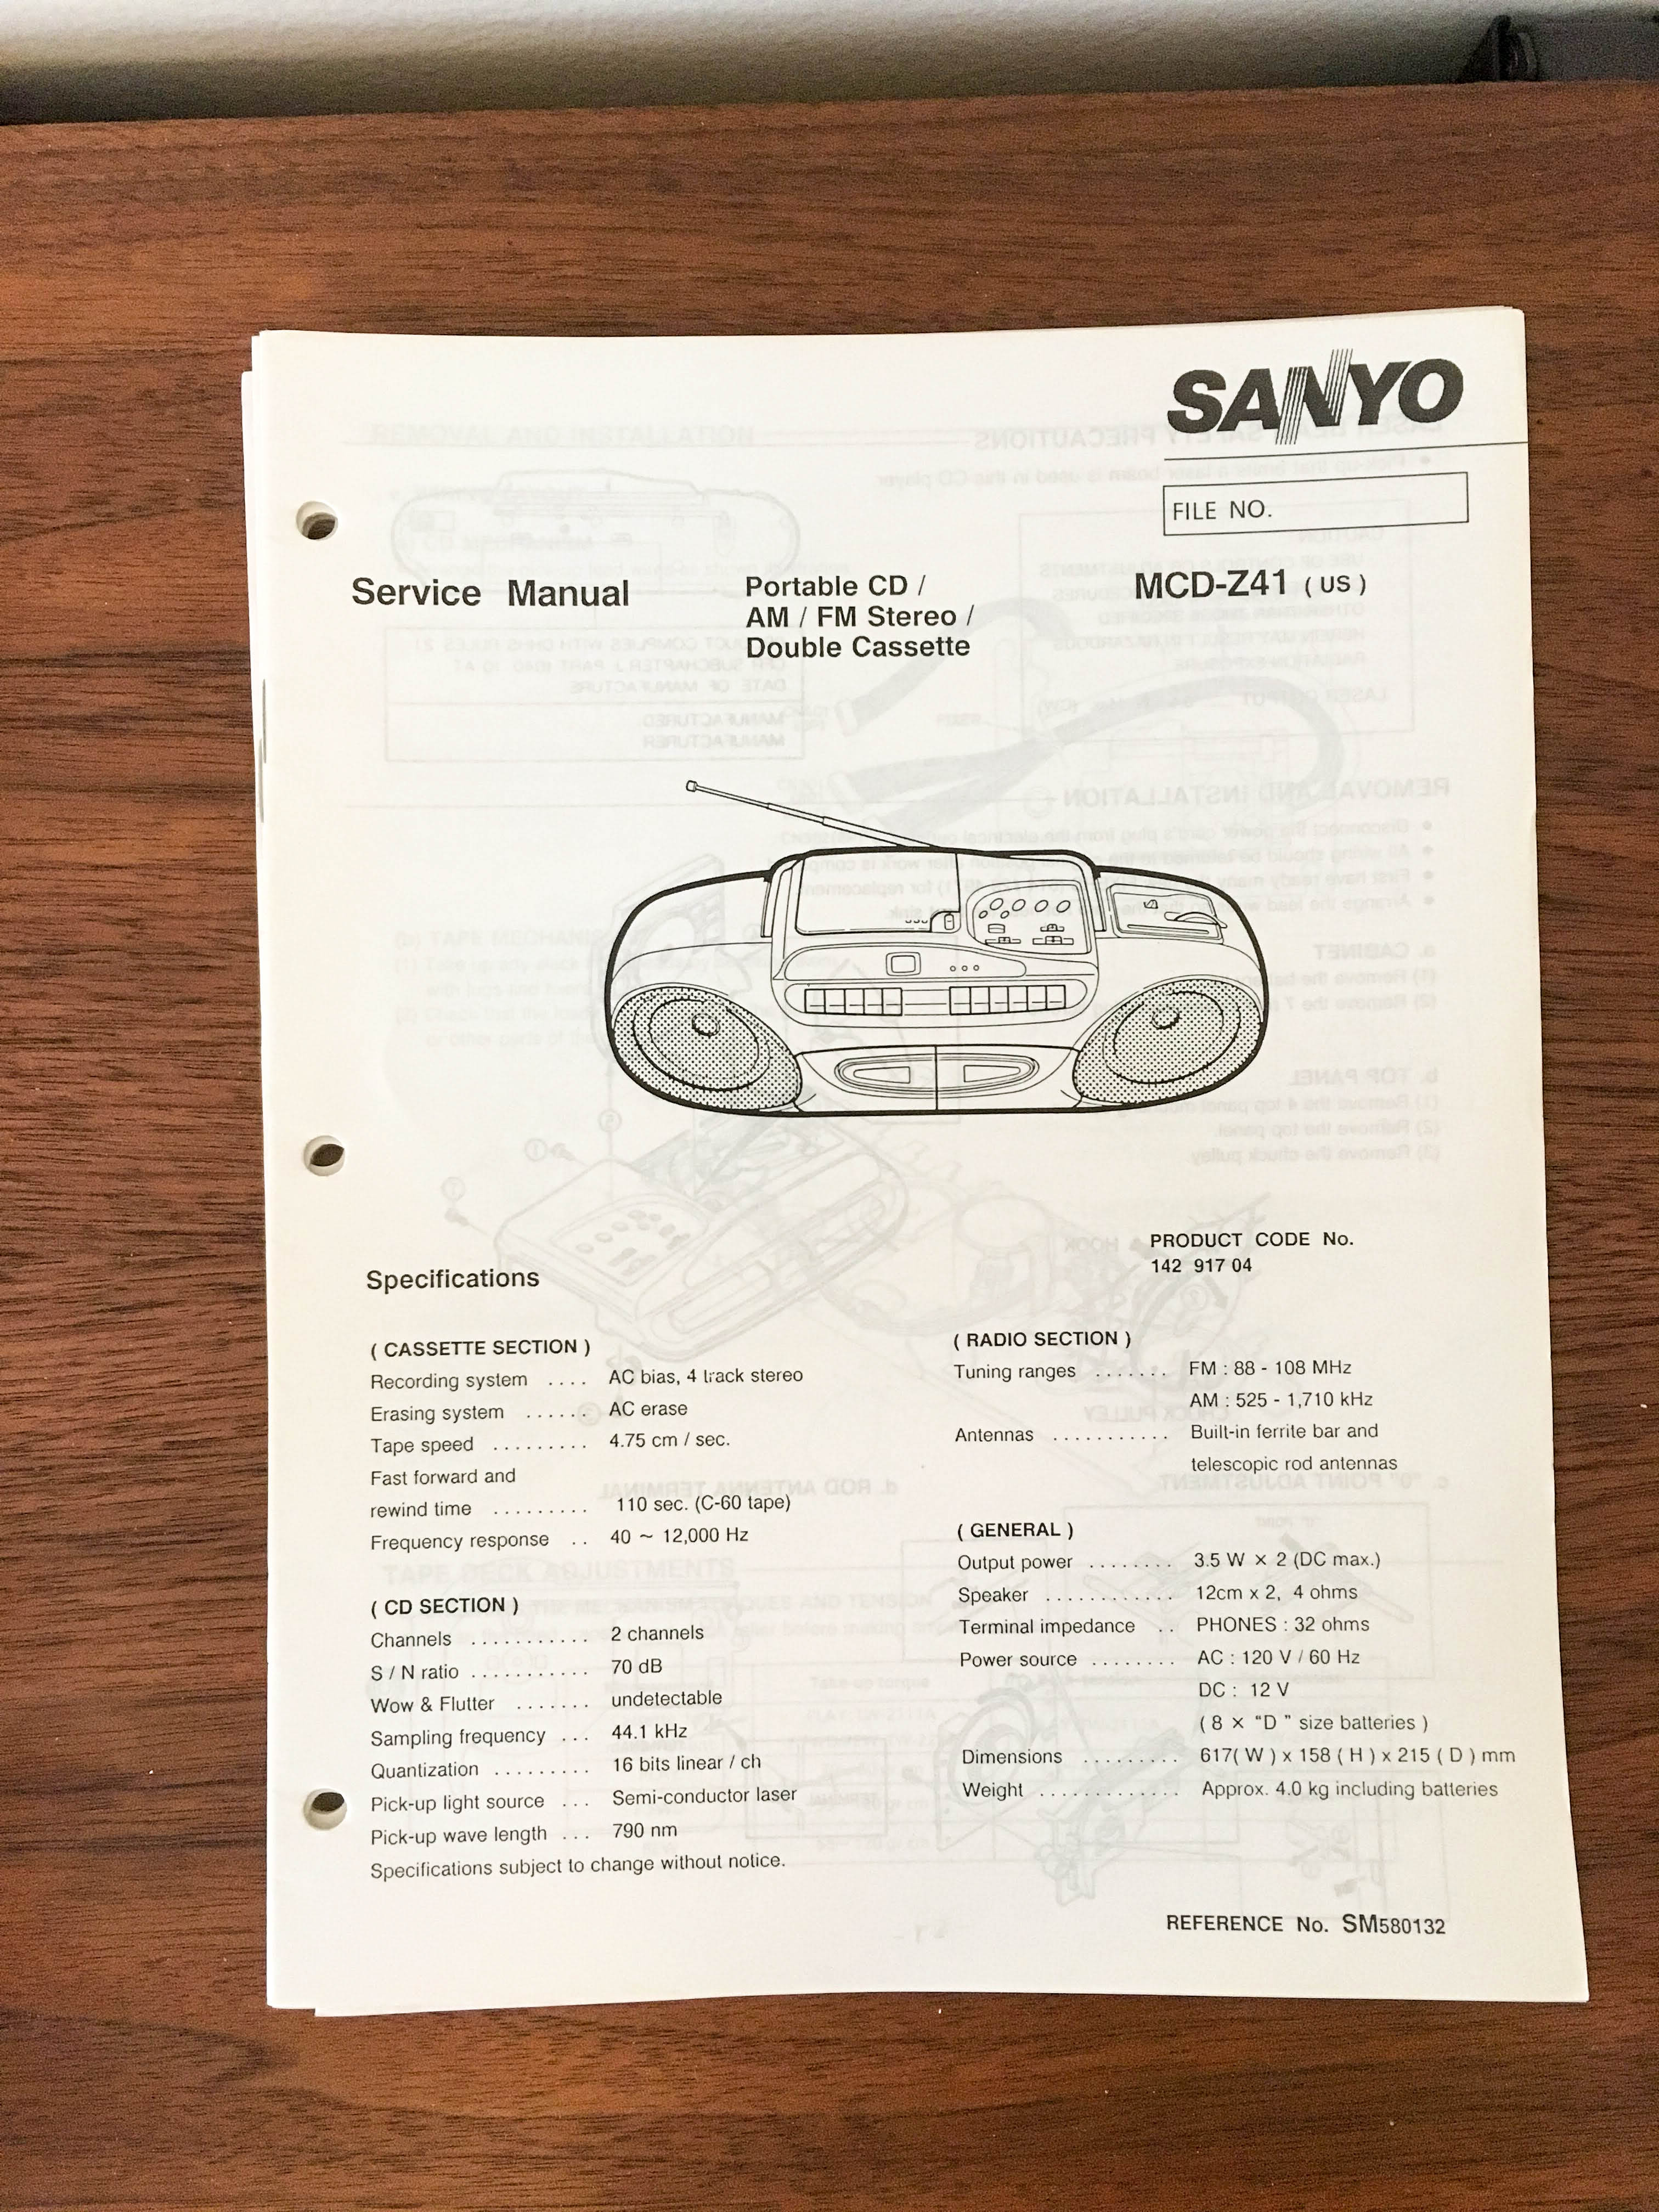 SANYO
FILE NO.
Service Manual
Portable CD /
AM / FM Stereo /
Double Cassette
MCD-Z41 ( US )
PRODUCT CODE No.
142 917 04
Specifications
( CASSETTE SECTION )
Recording system .... AC bias, 4 track stereo
Erasing system ...... AC erase
Tape speed ......... 4.75 cm / sec.
Fast forward and
rewind time ......... 110 sec. (C-60 tape)
Frequency response .. 40 ~ 12,000 Hz
( CD SECTION )
Channels ........... 2 channels
S / N ratio ........... 70 dB
Wow & Flutter ....... undetectable
Sampling frequency ... 44.1 kHz
Quantization ......... 16 bits linear / ch
Pick-up light source ... Semi-conductor laser
Pick-up wave length ... 790 nm
Specifications subject to change without notice.
( RADIO SECTION )
Tuning ranges ....... FM : 88 - 108 MHz
AM : 525 - 1,710 kHz
Antennas ........... Built-in ferrite bar and
telescopic rod antennas
( GENERAL )
Output power ........ 3.5 W × 2 (DC max.)
Speaker ............ 12cm x 2, 4 ohms
Terminal impedance .. PHONES : 32 ohms
Power source ........ AC : 120 V / 60 Hz
DC : 12 V
( 8 × "D" size batteries )
Dimensions ......... 617( W ) x 158 ( H ) x 215 ( D ) mm
Weight ............. Approx. 4.0 kg including batteries
REFERENCE No. SM580132